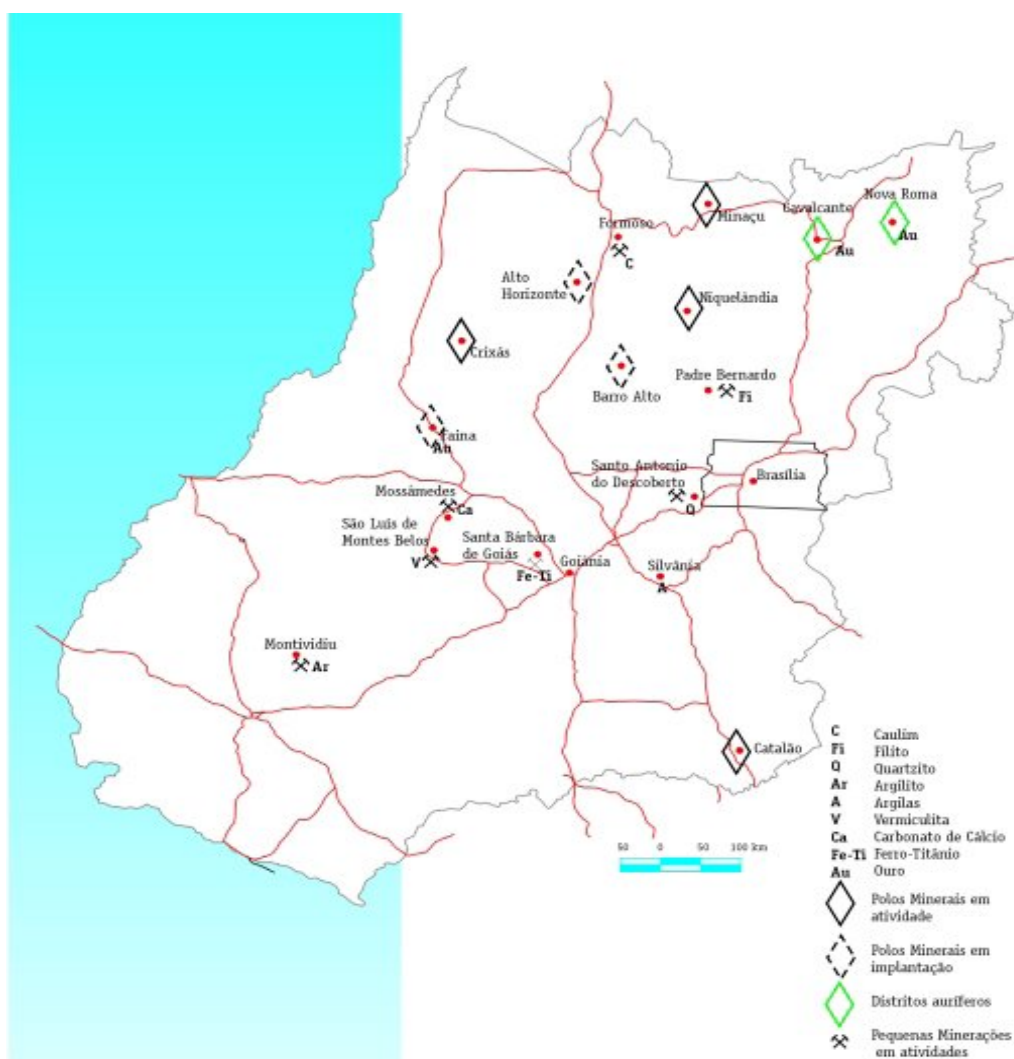 Nova Roma
Minaçu
Cavalcante
Au
Formoso
Au
C
Alto
Horizonte
Niquelândia
Crixás
Padre Bernardo
Barro Alto
Fi
Faina
Au
Santo Antonio
do Descoberto
Brasília
Mossâmedes
Q
Ca
São Luís de
Montes Belos
Santa Bárbara
de Goiás
V
Fe-Ti
Goiânia
Silvânia
A
Montividiu
Ar
Catalão
C Caulim
Fi Filito
Q Quartzito
Ar Argilito
A Argilas
V Vermiculita
Ca Carbonato de Cálcio
Fe-Ti Ferro-Titânio
Au Ouro
50 0 50 100 km
Polos Minerais em
atividade
Polos Minerais em
implantação
Distritos auríferos
Pequenas Minerações
em atividades